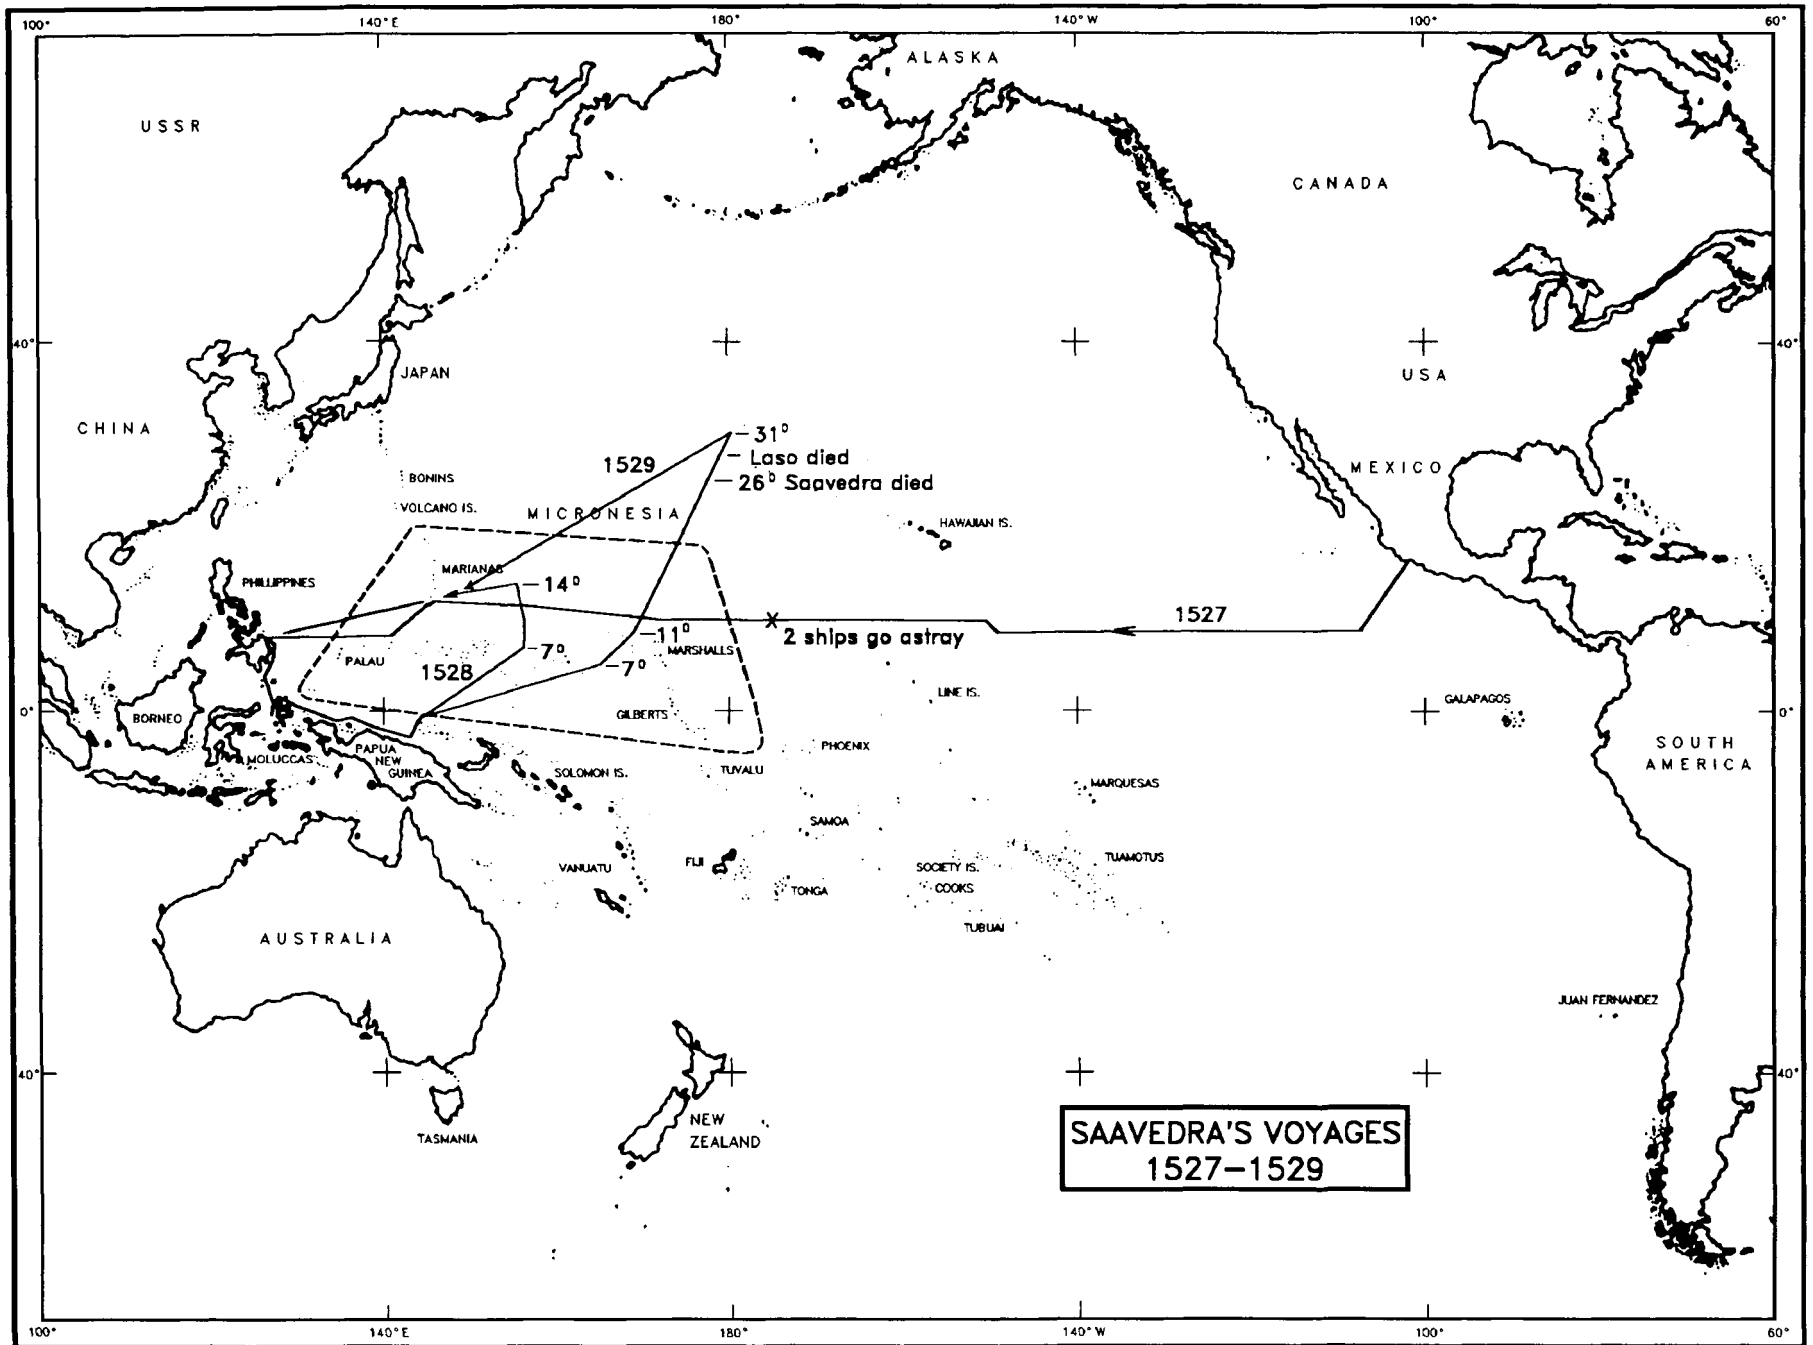 100° 140° E 180° 140° W 100° 60°
ALASKA
USSR
CANADA
40° 40°
JAPAN
USA
CHINA
-31°
1529
- Laso died
MEXICO
BONINS
-26° Saavedra died
VOLCANO IS.
MICRONESIA
HAWAIIAN IS.
MARIANAS
PHILLIPPINES
-14°
1527
-11°
2 ships go astray
-7°
MARSHALLS
PALAU
1528
-7°
LINE IS.
GALAPAGOS
0° 0°
BORNEO
GILBERTS
PHOENIX
SOUTH
AMERICA
MOLUCCAS
PAPUA
NEW
GUINEA
SOLOMON IS.
TUVALU
MARQUESAS
SAMOA
VANUATU
FIJI
SOCIETY IS.
TUAMOTUS
TONGA
COOKS
TUBUAI
AUSTRALIA
JUAN FERNANDEZ
40° 40°
NEW
ZEALAND
TASMANIA
SAAVEDRA'S VOYAGES
1527-1529
100° 140° E 180° 140° W 100° 60°